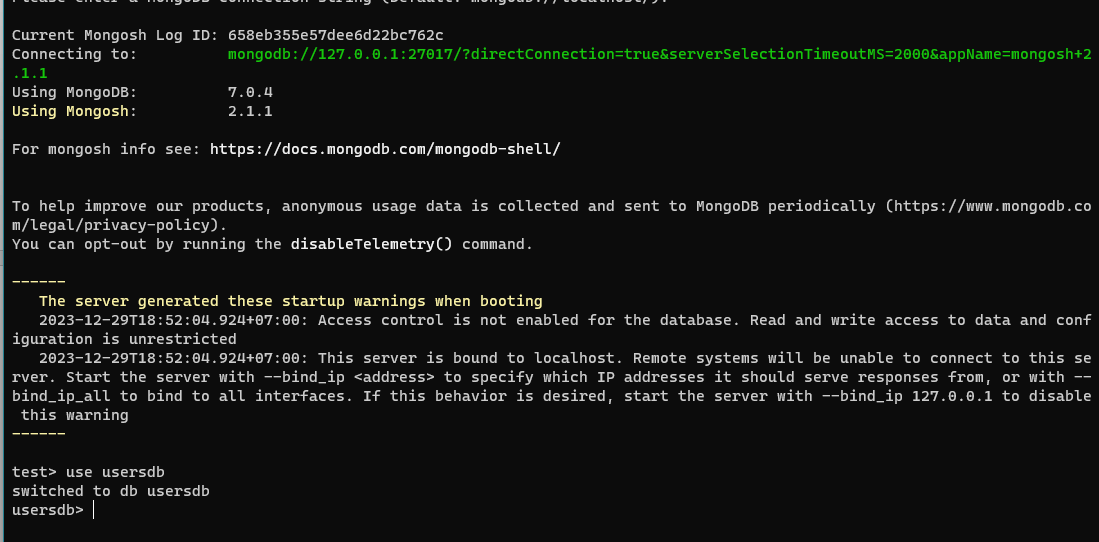 Please enter a MongoDB connection string (Default: mongodb://localhost/):
Current Mongosh Log ID: 658eb355e57dee6d22bc762c
Connecting to:          mongodb://127.0.0.1:27017/?directConnection=true&serverSelectionTimeoutMS=2000&appName=mongosh+2
.1.1
Using MongoDB:          7.0.4
Using Mongosh:          2.1.1
For mongosh info see: https://docs.mongodb.com/mongodb-shell/
To help improve our products, anonymous usage data is collected and sent to MongoDB periodically (https://www.mongodb.co
m/legal/privacy-policy).
You can opt-out by running the disableTelemetry() command.
------
   The server generated these startup warnings when booting
   2023-12-29T18:52:04.924+07:00: Access control is not enabled for the database. Read and write access to data and conf
iguration is unrestricted
   2023-12-29T18:52:04.924+07:00: This server is bound to localhost. Remote systems will be unable to connect to this se
rver. Start the server with --bind_ip <address> to specify which IP addresses it should serve responses from, or with --
bind_ip_all to bind to all interfaces. If this behavior is desired, start the server with --bind_ip 127.0.0.1 to disable
 this warning
------
test> use usersdb
switched to db usersdb
usersdb>